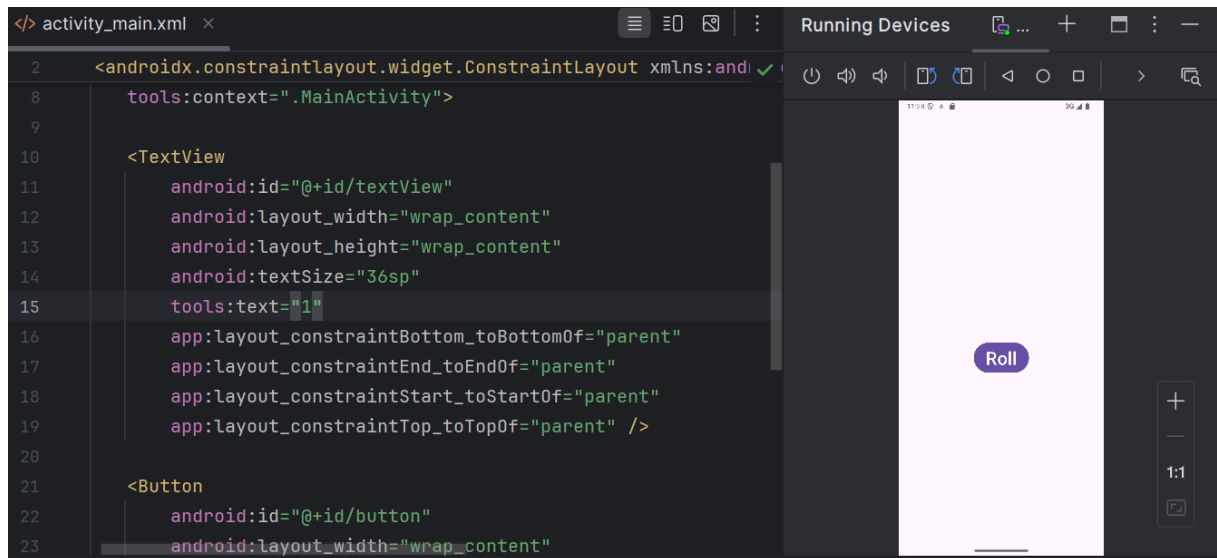 </> activity_main.xml ×
Running Devices
...
2 <androidx.constraintlayout.widget.ConstraintLayout xmlns:and
8 tools:context=".MainActivity">
9
10 <TextView
11 android:id="@+id/textView"
12 android:layout_width="wrap_content"
13 android:layout_height="wrap_content"
14 android:textSize="36sp"
15 tools:text="1"
16 app:layout_constraintBottom_toBottomOf="parent"
17 app:layout_constraintEnd_toEndOf="parent"
18 app:layout_constraintStart_toStartOf="parent"
19 app:layout_constraintTop_toTopOf="parent" />
20
21 <Button
22 android:id="@+id/button"
23 android:layout_width="wrap_content"
11:28
3G
Roll
1:1